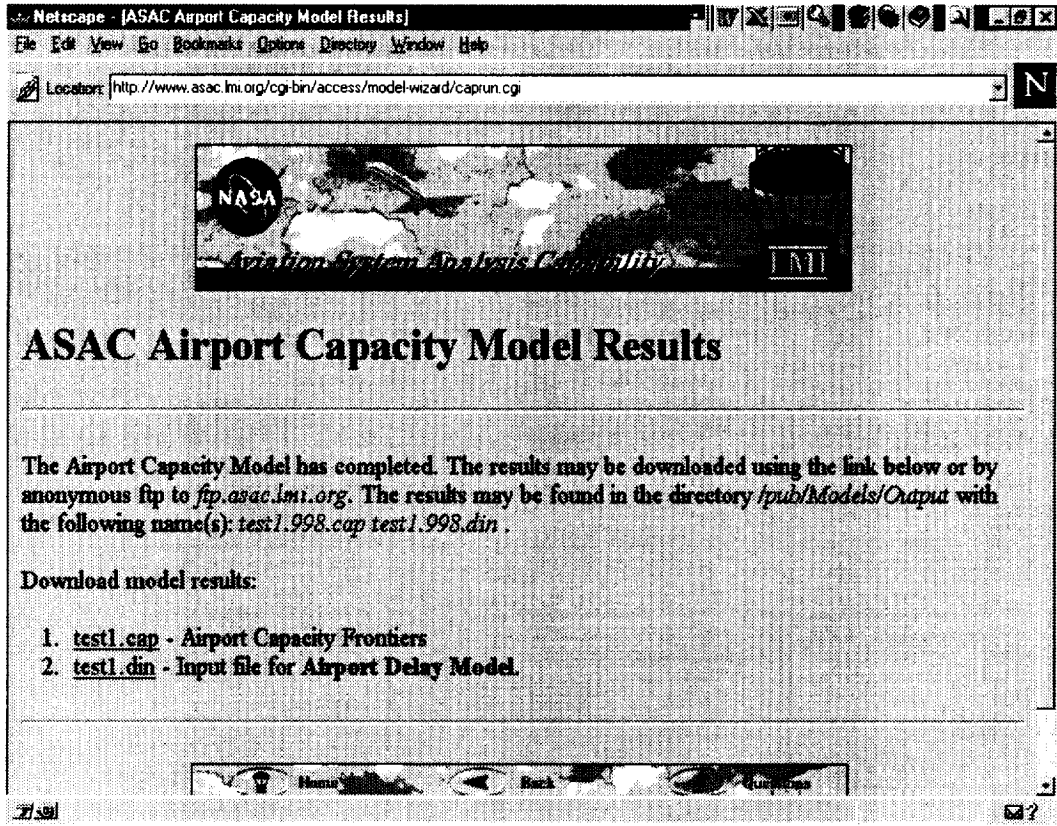 Netscape - [ASAC Airport Capacity Model Results]
File Edit View Go Bookmarks Options Directory Window Help
Location: http://www.asac.lmi.org/cgi-bin/access/model-wizard/caprun.cgi
N
NASA
Aviation System Analysis Capability
LMI
ASAC Airport Capacity Model Results
The Airport Capacity Model has completed. The results may be downloaded using the link below or by
anonymous ftp to ftp.asac.lmi.org. The results may be found in the directory /pub/Models/Output with
the following name(s): test1.998.cap test1.998.din .
Download model results:
1. test1.cap - Airport Capacity Frontiers
2. test1.din - Input file for Airport Delay Model.
Home Back Questions